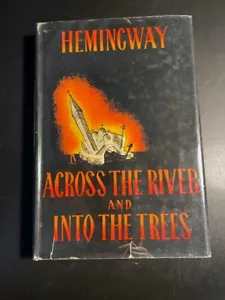 HEMINGWAY
ACROSS THE RIVER
AND
INTO THE TREES